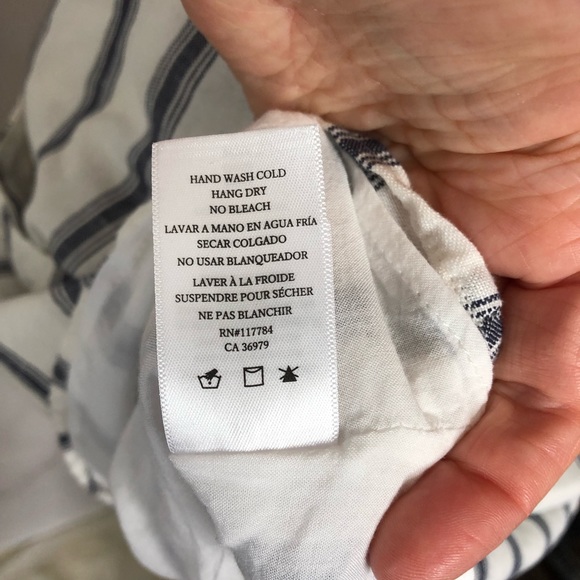 HAND WASH COLD
HANG DRY
NO BLEACH
LAVAR A MANO EN AGUA FRÍA
SECAR COLGADO
NO USAR BLANQUEADOR
LAVER À LA FROIDE
SUSPENDRE POUR SÉCHER
NE PAS BLANCHIR
RN#117784
CA 36979